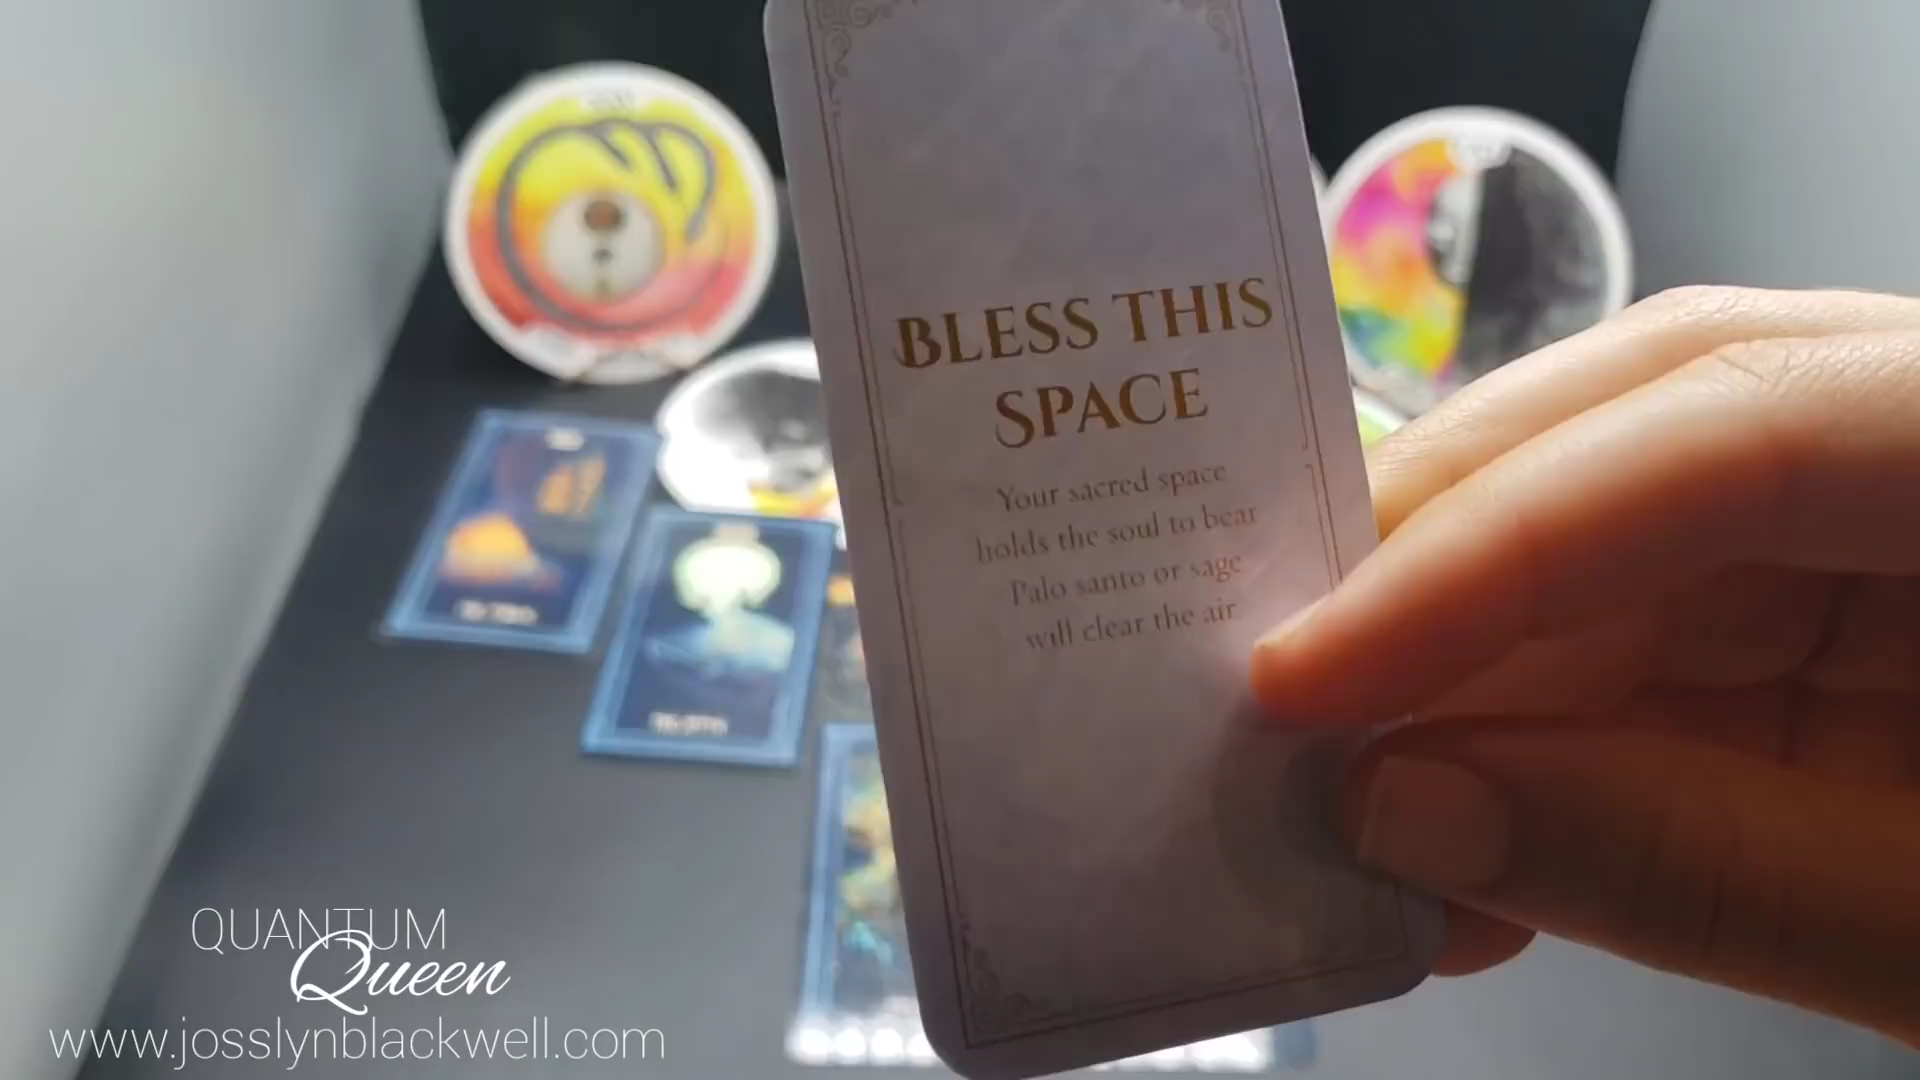 BLESS THIS
SPACE
Your sacred space
holds the soul to bear
Palo santo or sage
will clear the air
QUANTUM
Queen
www.josslynblackwell.com